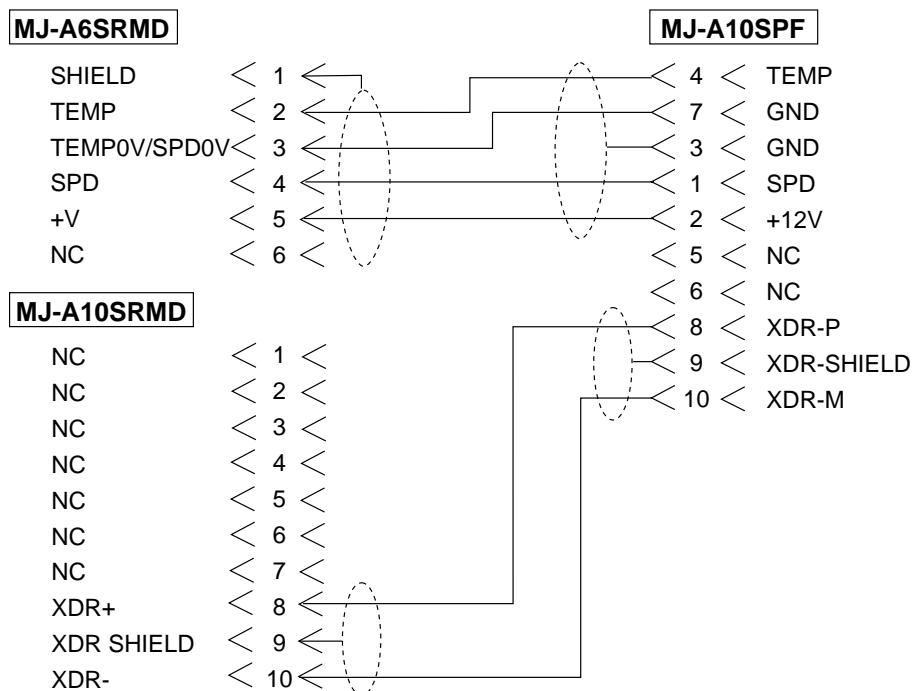 MJ-A6SRMD
SHIELD 1
TEMP 2
TEMP0V/SPD0V 3
SPD 4
+V 5
NC 6
MJ-A10SRMD
NC 1
NC 2
NC 3
NC 4
NC 5
NC 6
NC 7
XDR+ 8
XDR SHIELD 9
XDR- 10
MJ-A10SPF
4 TEMP
7 GND
3 GND
1 SPD
2 +12V
5 NC
6 NC
8 XDR-P
9 XDR-SHIELD
10 XDR-M